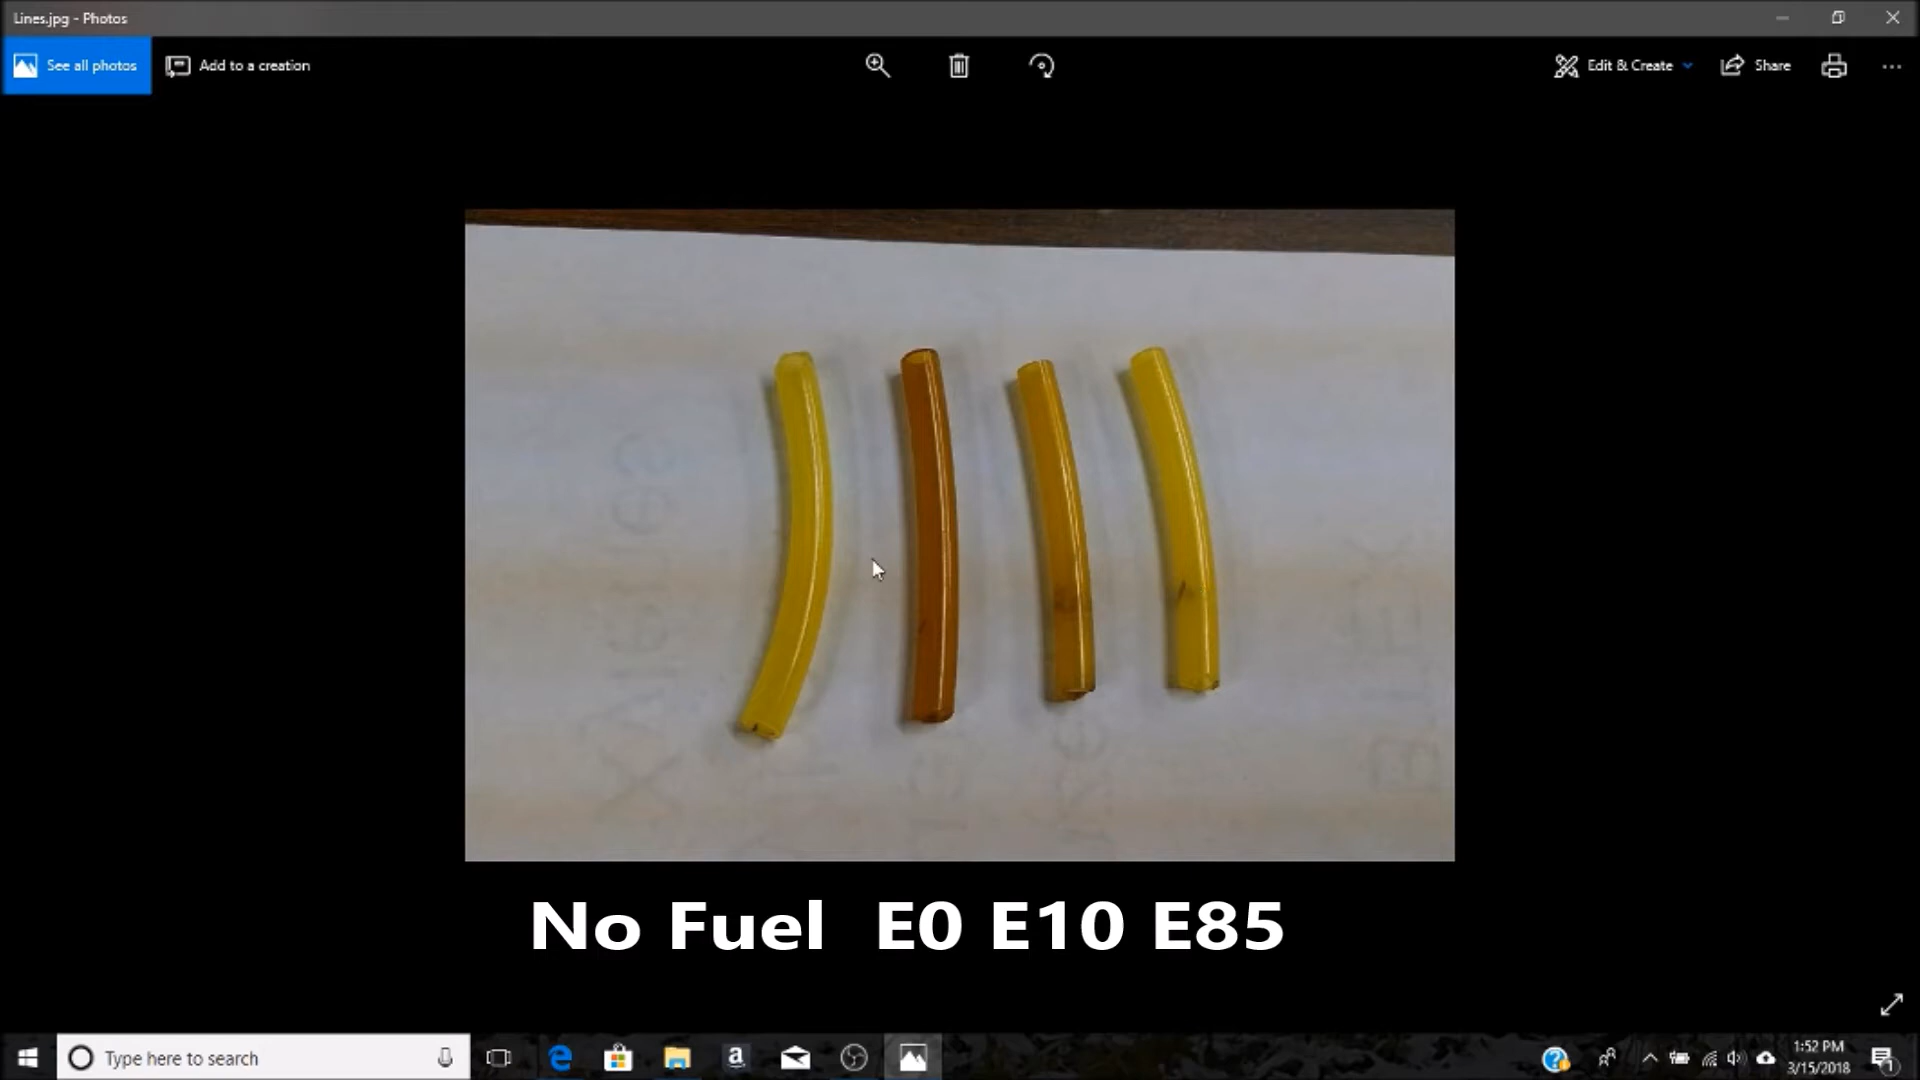 Lines.jpg - Photos
See all photos
Add to a creation
Edit & Create
Share
No Fuel E0 E10 E85
Type here to search
1:52 PM
3/15/2018